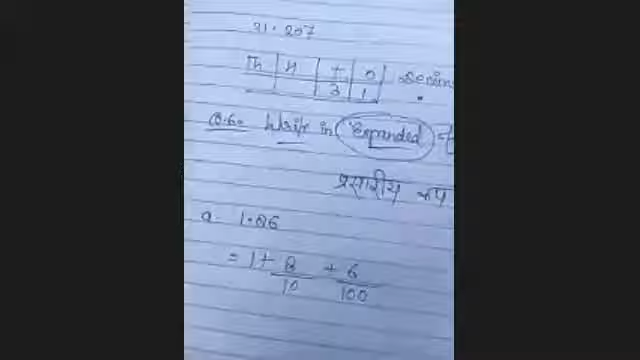 31.207
Th H T O
3 1 .
Q.6. Write in Expanded
प्रसारीय रूप
a. 1.86
= 1 + 8/10 + 6/100